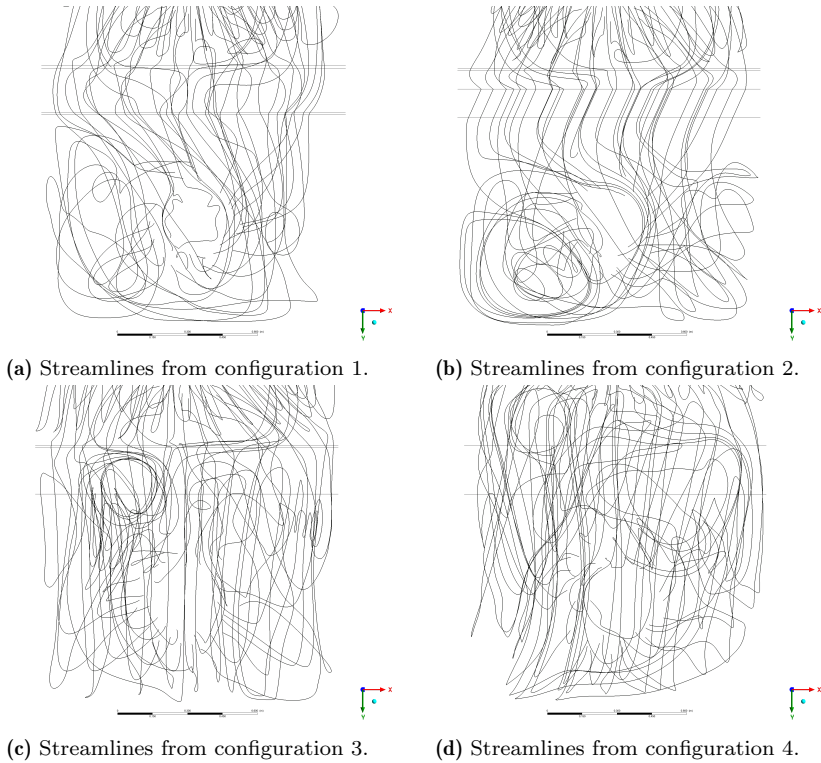 X
Y
X
Y
(a) Streamlines from configuration 1.
(b) Streamlines from configuration 2.
X
Y
X
Y
(c) Streamlines from configuration 3.
(d) Streamlines from configuration 4.